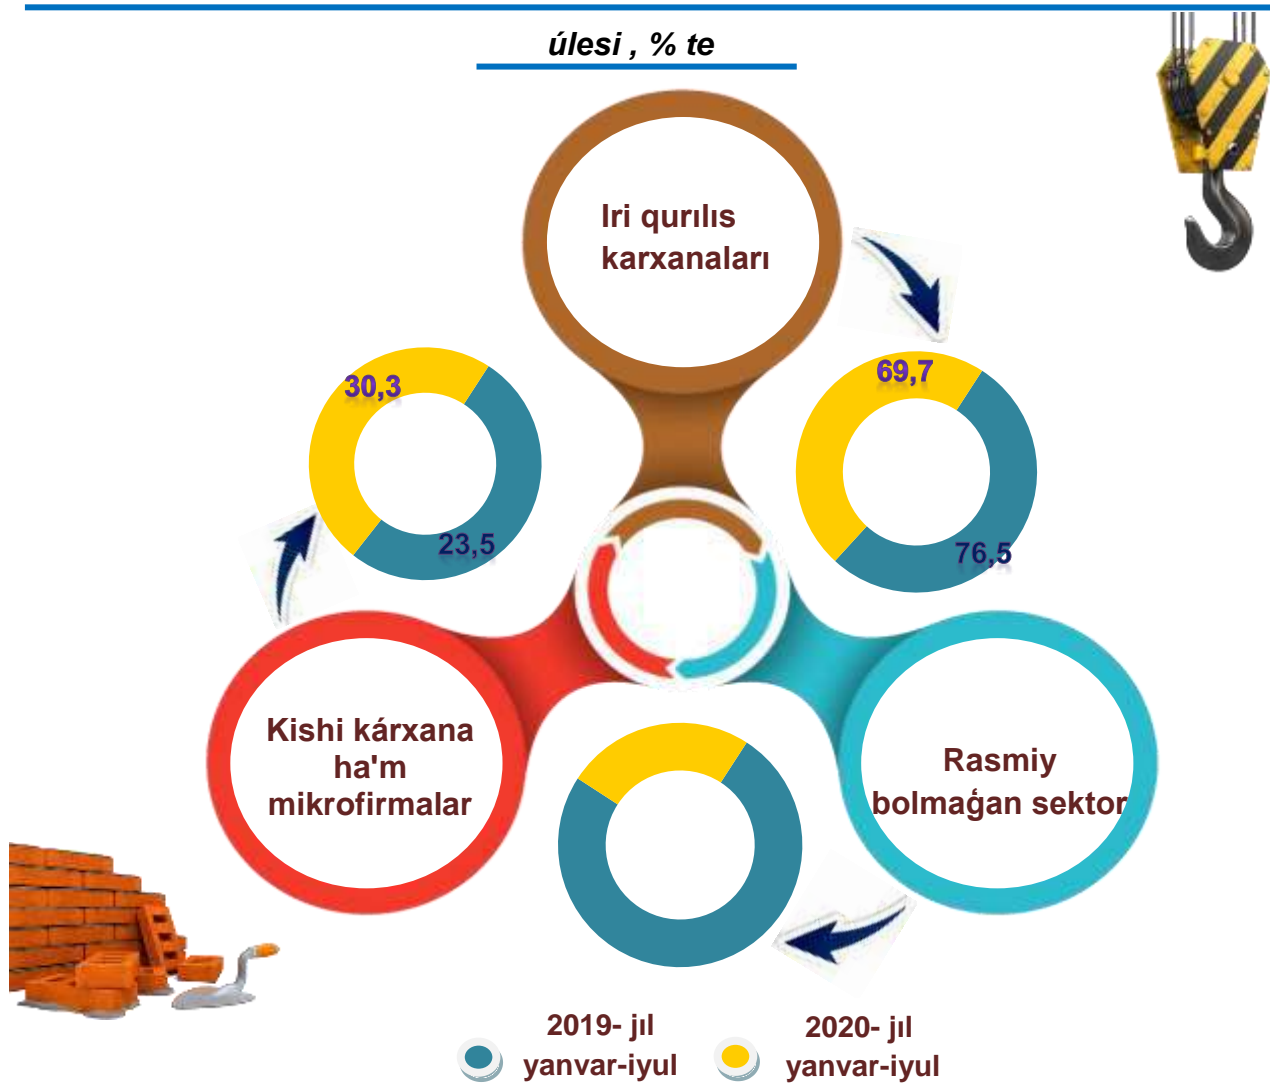 úlesi , % te
Iri qurılıs
karxanaları
30,3
69,7
23,5
76,5
Kishi kárxana
ha'm
mikrofirmalar
Rasmiy
bolmaģan sektor
2019- jıl
yanvar-iyul
2020- jıl
yanvar-iyul